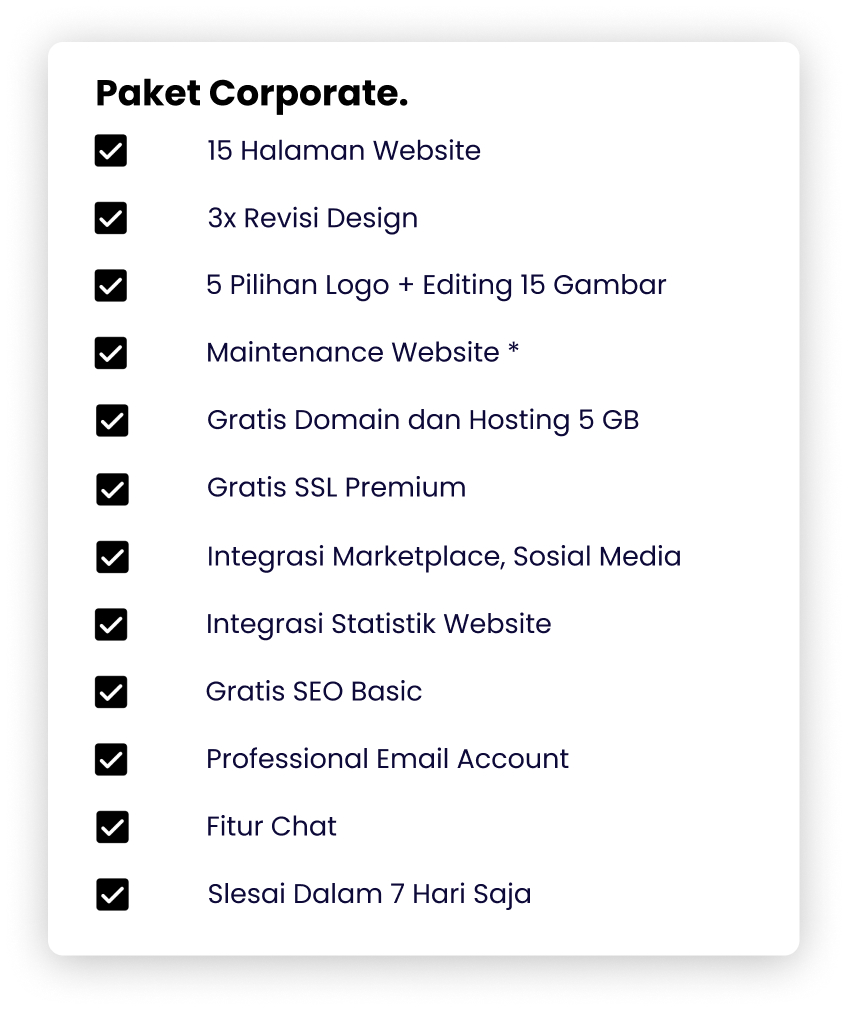 Paket Corporate.
15 Halaman Website
3x Revisi Design
5 Pilihan Logo + Editing 15 Gambar
Maintenance Website *
Gratis Domain dan Hosting 5 GB
Gratis SSL Premium
Integrasi Marketplace, Sosial Media
Integrasi Statistik Website
Gratis SEO Basic
Professional Email Account
Fitur Chat
Slesai Dalam 7 Hari Saja